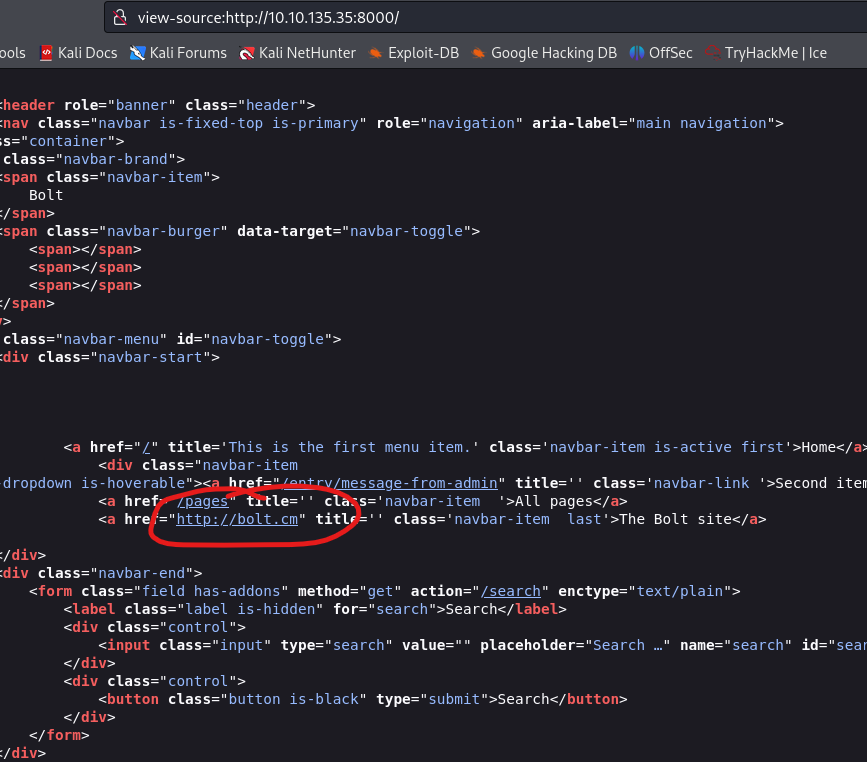 view-source:http://10.10.135.35:8000/
ools Kali Docs Kali Forums Kali NetHunter Exploit-DB Google Hacking DB OffSec TryHackMe | Ice
<header role="banner" class="header">
<nav class="navbar is-fixed-top is-primary" role="navigation" aria-label="main navigation">
ss="container">
class="navbar-brand">
<span class="navbar-item">
Bolt
</span>
<span class="navbar-burger" data-target="navbar-toggle">
<span></span>
<span></span>
<span></span>
</span>
>
class="navbar-menu" id="navbar-toggle">
<div class="navbar-start">
<a href="/" title='This is the first menu item.' class='navbar-item is-active first'>Home</a>
<div class="navbar-item
-dropdown is-hoverable"><a href="/entry/message-from-admin" title='' class='navbar-link '>Second item
<a href="/pages" title='' class='navbar-item  '>All pages</a>
<a href="http://bolt.cm" title='' class='navbar-item  last'>The Bolt site</a>
</div>
<div class="navbar-end">
<form class="field has-addons" method="get" action="/search" enctype="text/plain">
<label class="label is-hidden" for="search">Search</label>
<div class="control">
<input class="input" type="search" value="" placeholder="Search …" name="search" id="sear
</div>
<div class="control">
<button class="button is-black" type="submit">Search</button>
</div>
</form>
</div>